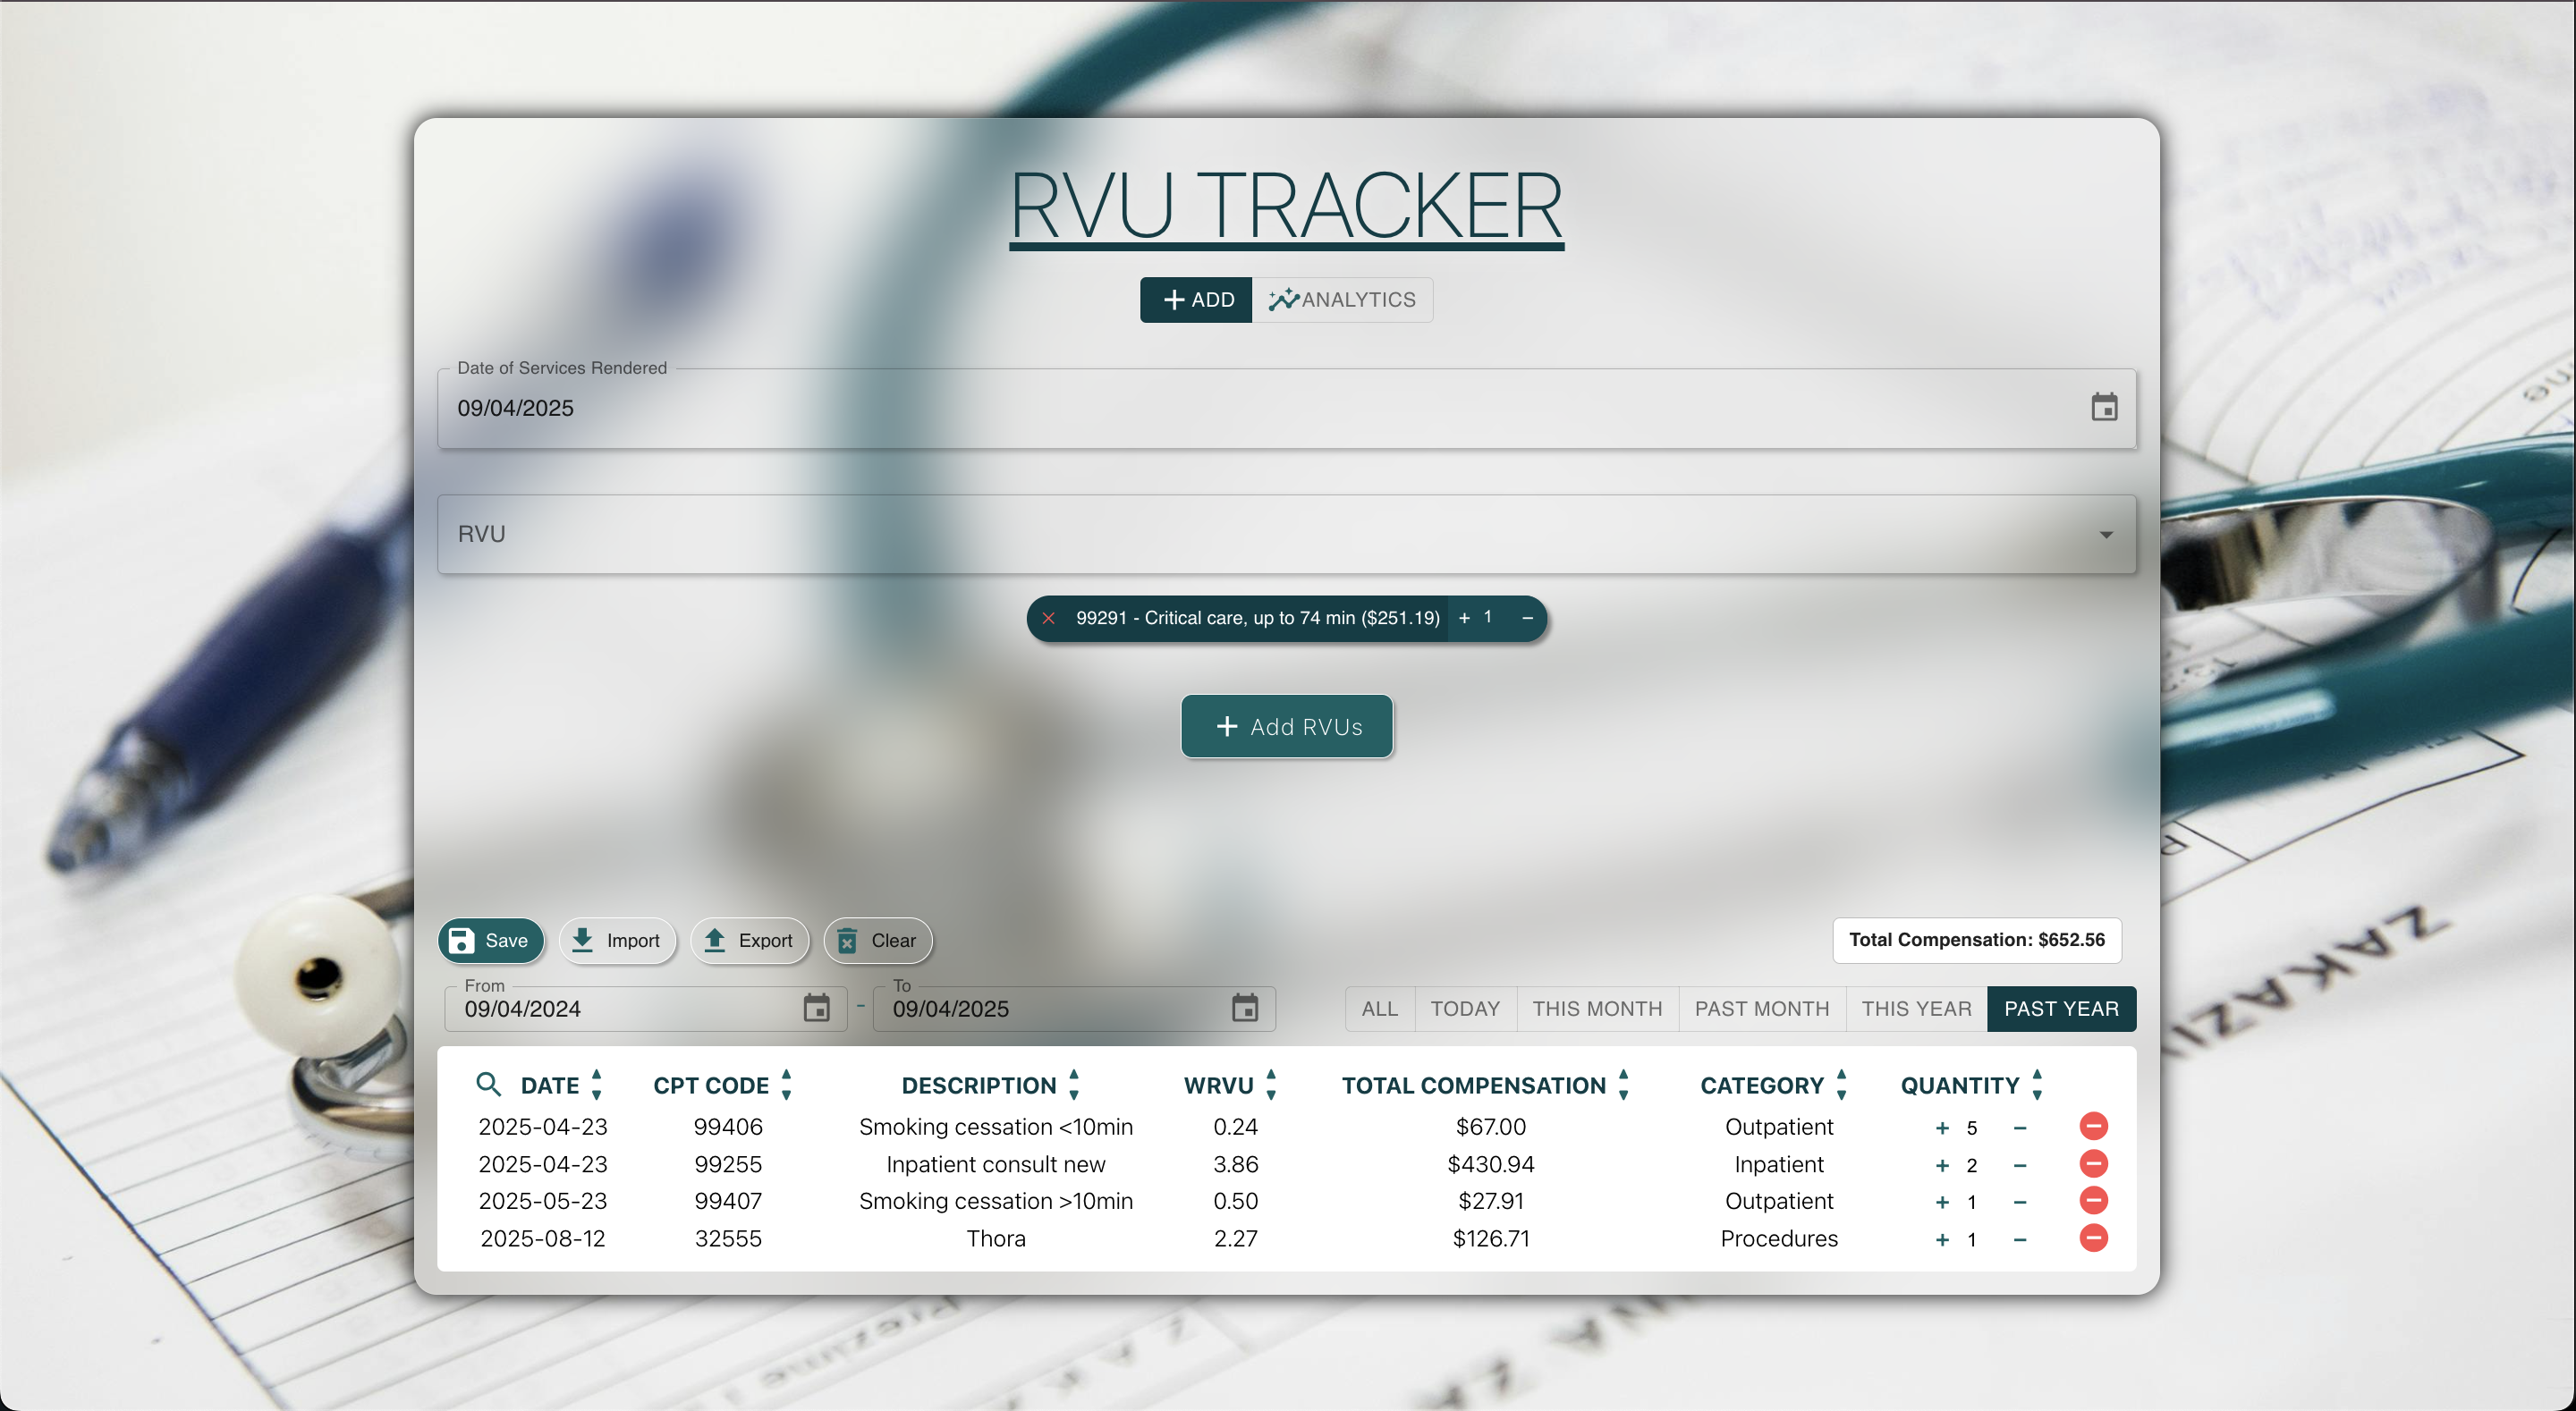 RVU TRACKER
ADD ANALYTICS
Date of Services Rendered
09/04/2025
RVU
99291 - Critical care, up to 74 min ($251.19) + 1 −
+ Add RVUs
Save Import Export Clear
Total Compensation: $652.56
From
09/04/2024
-
To
09/04/2025
ALL TODAY THIS MONTH PAST MONTH THIS YEAR PAST YEAR
DATE CPT CODE DESCRIPTION WRVU TOTAL COMPENSATION CATEGORY QUANTITY
2025-04-23 99406 Smoking cessation <10min 0.24 $67.00 Outpatient + 5 −
2025-04-23 99255 Inpatient consult new 3.86 $430.94 Inpatient + 2 −
2025-05-23 99407 Smoking cessation >10min 0.50 $27.91 Outpatient + 1 −
2025-08-12 32555 Thora 2.27 $126.71 Procedures + 1 −